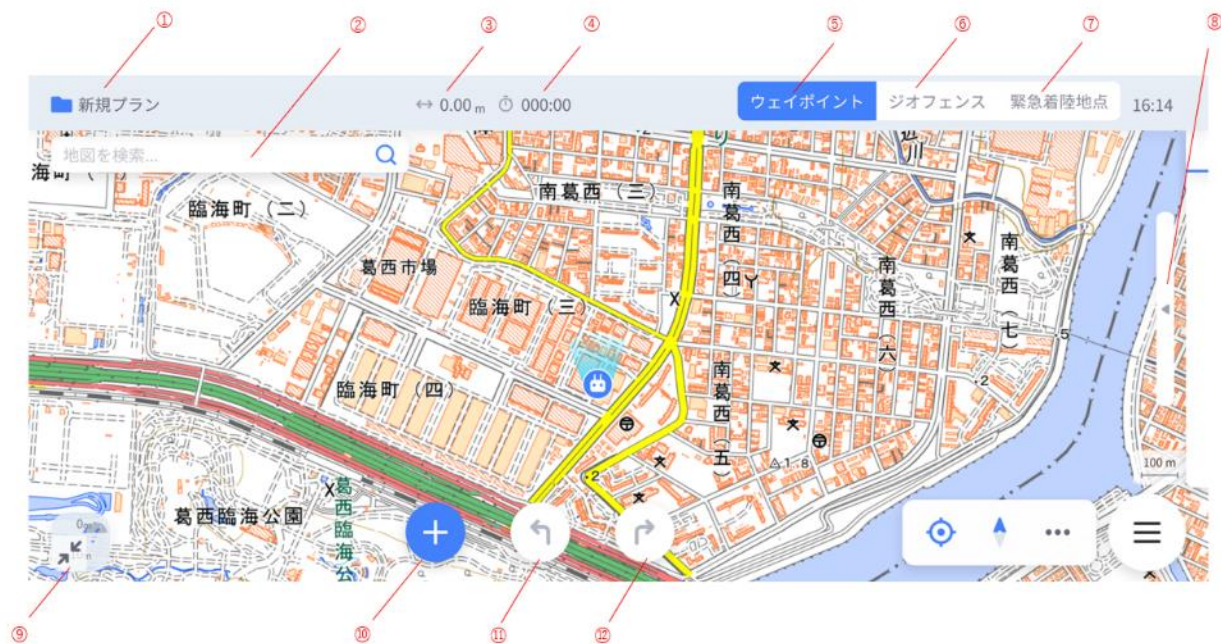 ① ② ③ ④ ⑤ ⑥ ⑦ ⑧
新規プラン
0.00 m
000:00
ウェイポイント
ジオフェンス
緊急着陸地点
16:14
地図を検索...
臨海町(二)
葛西市場
臨海町(三)
臨海町(四)
南葛西(三)
南葛西(四)
南葛西(五)
南葛西(六)
南葛西(七)
5
2
1.8
2
100 m
葛西臨海公園
葛西臨海公
⑨ ⑩ ⑪ ⑫